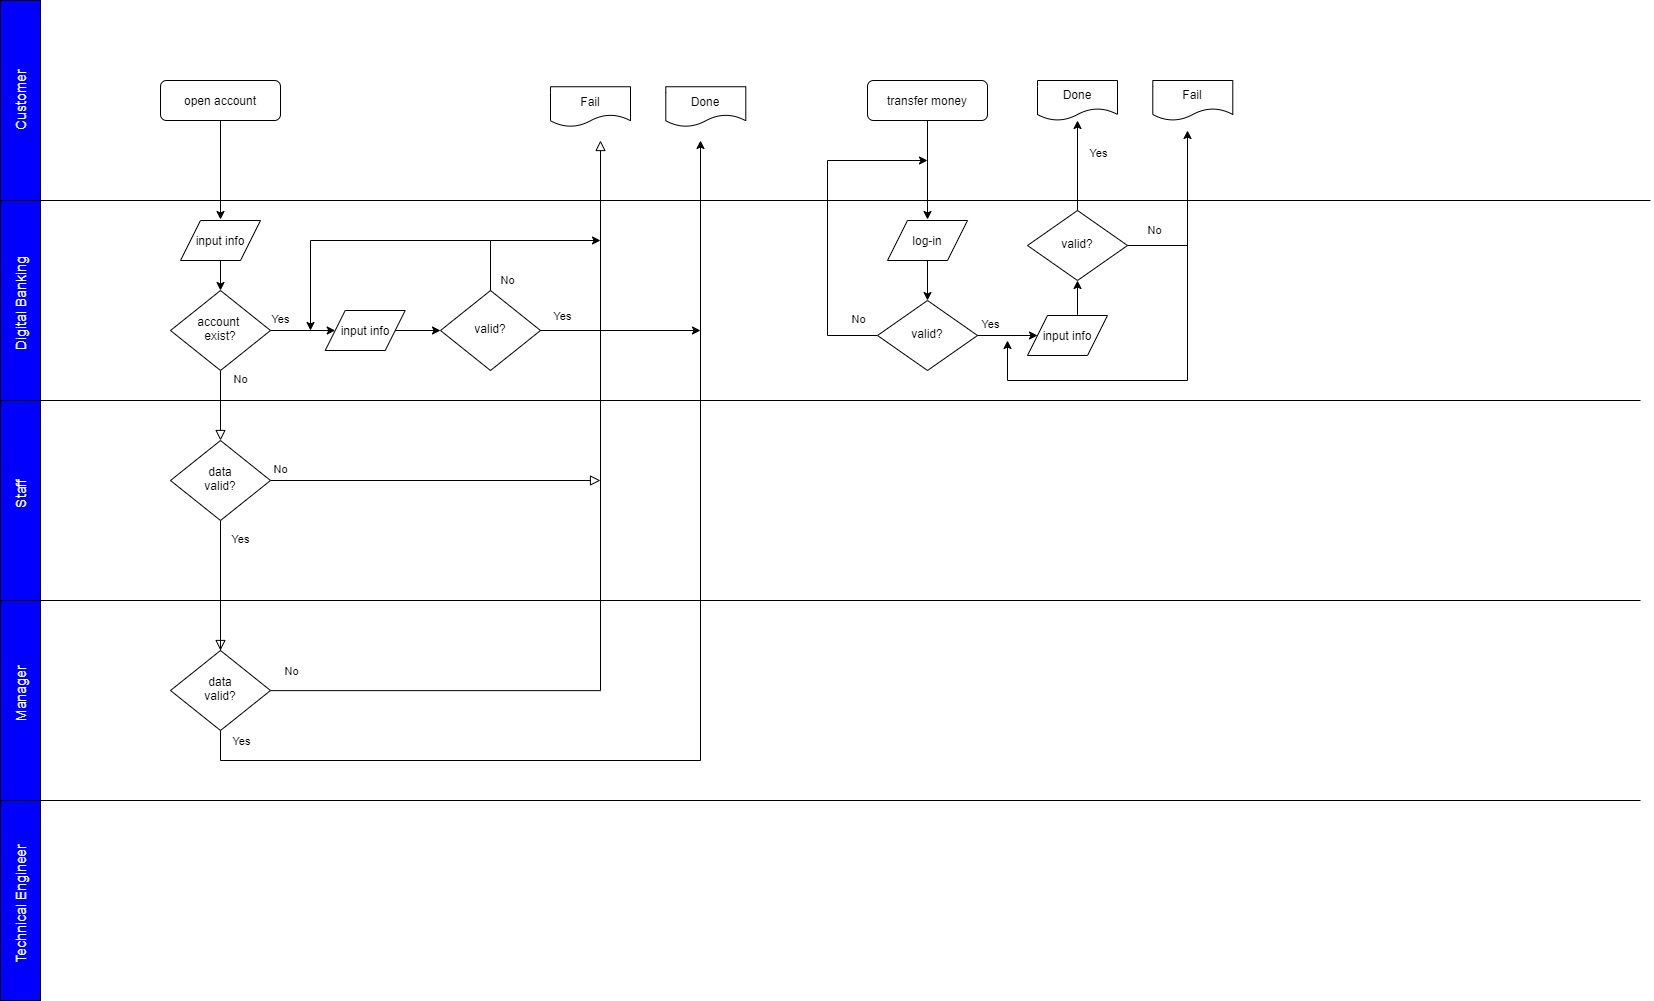 Customer
open account
Fail
Done
transfer money
Done
Fail
Yes
Digital Banking
input info
account
exist?
Yes
No
input info
valid?
No
Yes
log-in
valid?
No
Yes
input info
valid?
No
Staff
data
valid?
No
Yes
Manager
data
valid?
No
Yes
Technical Engineer